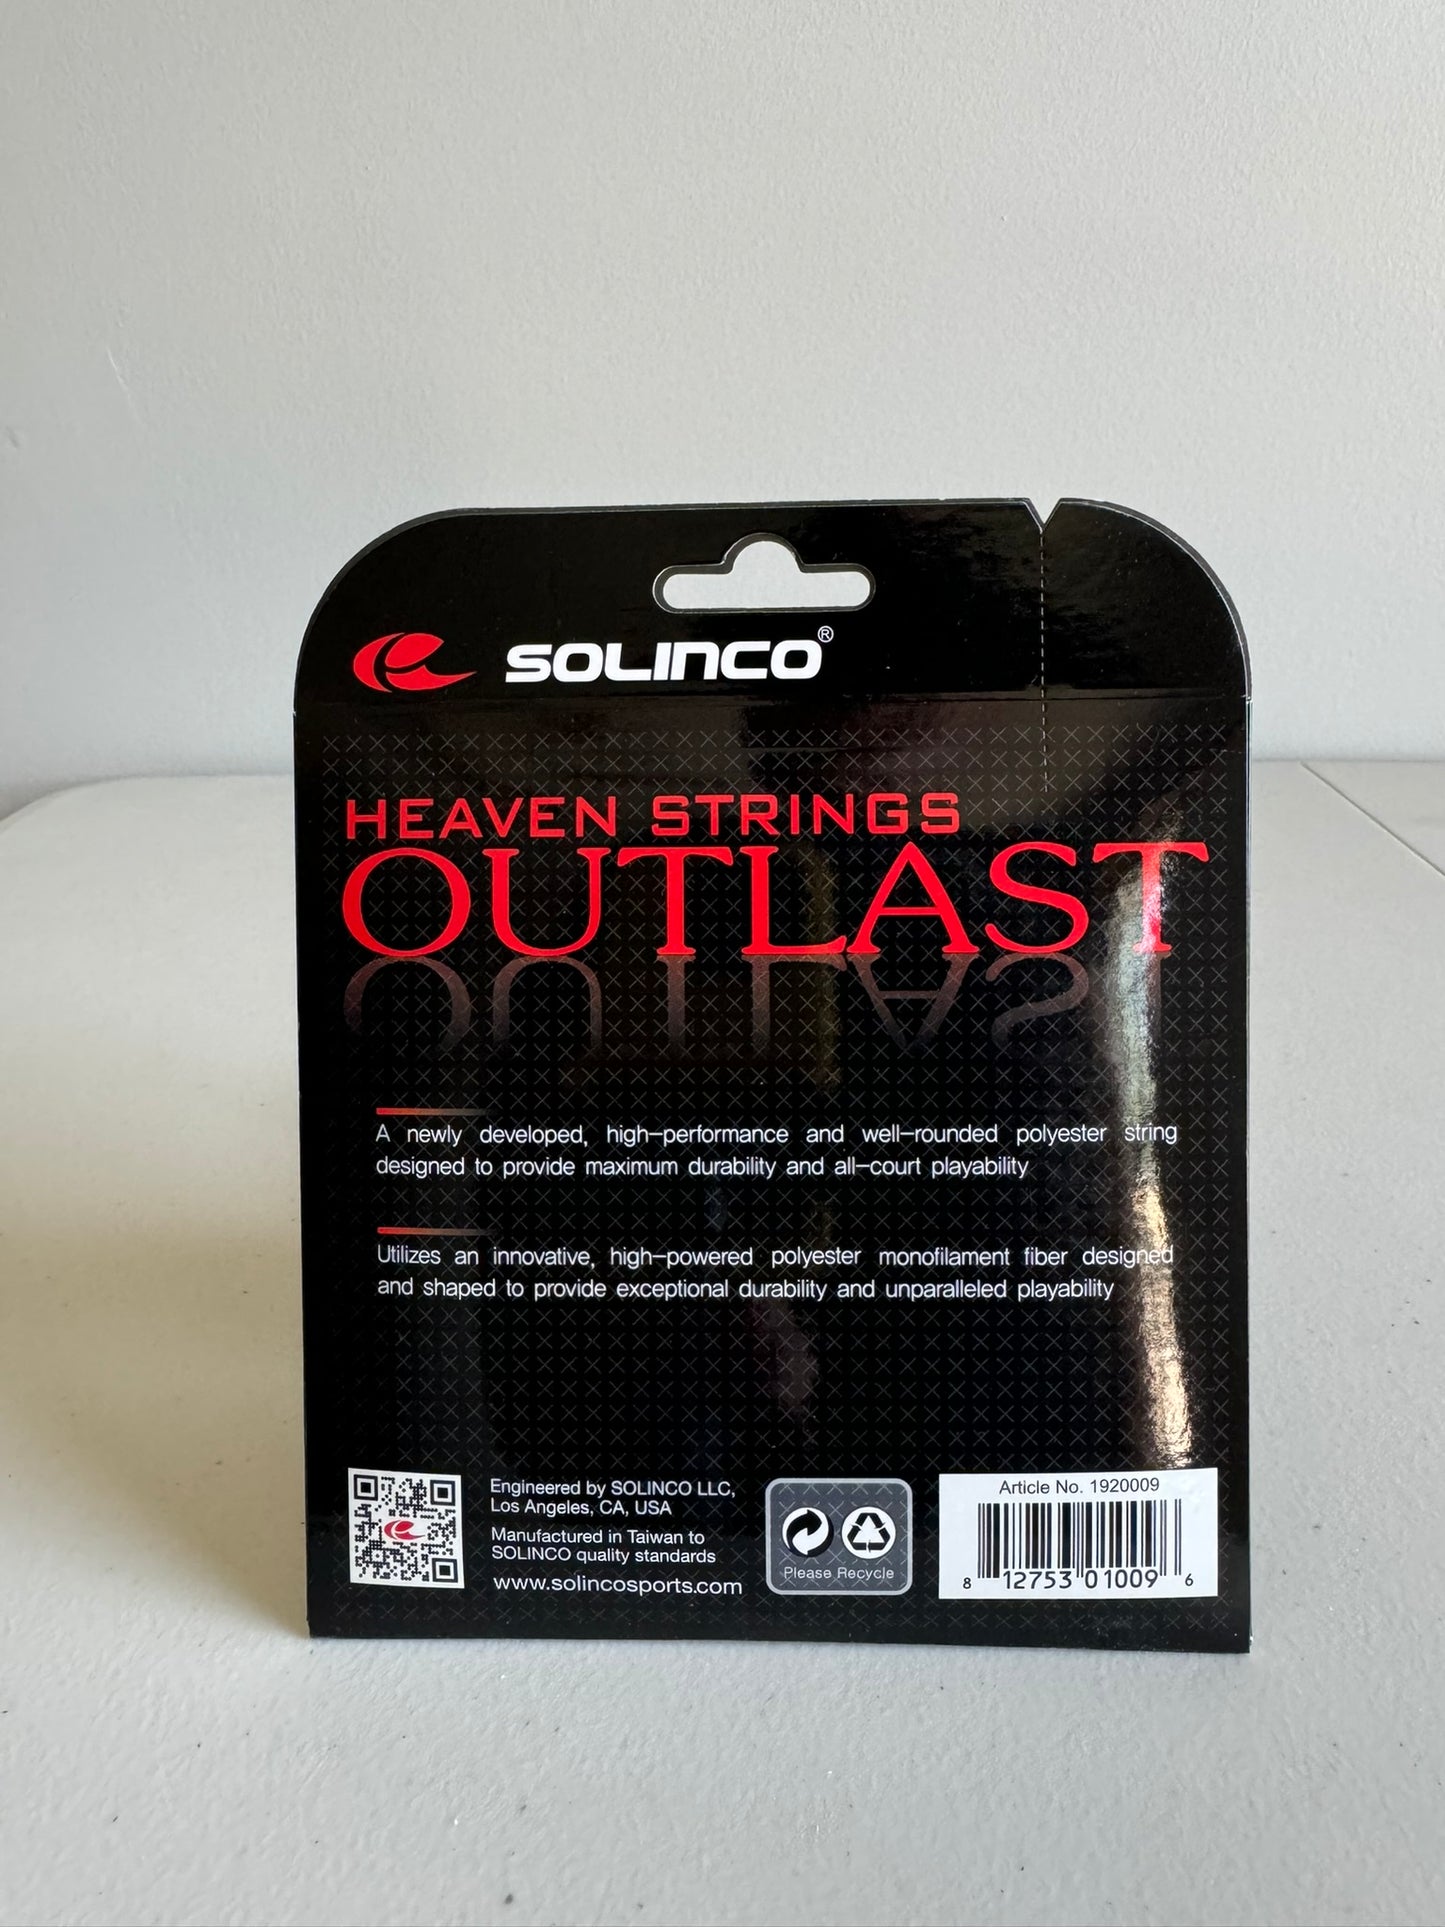 SOLINCO®
HEAVEN STRINGS
OUTLAST
A newly developed, high-performance and well-rounded polyester string
designed to provide maximum durability and all-court playability
Utilizes an innovative, high-powered polyester monofilament fiber designed
and shaped to provide exceptional durability and unparalleled playability
Engineered by SOLINCO LLC,
Los Angeles, CA, USA
Manufactured in Taiwan to
SOLINCO quality standards
www.solincosports.com
Please Recycle
Article No. 1920009
8 12753 01009 6